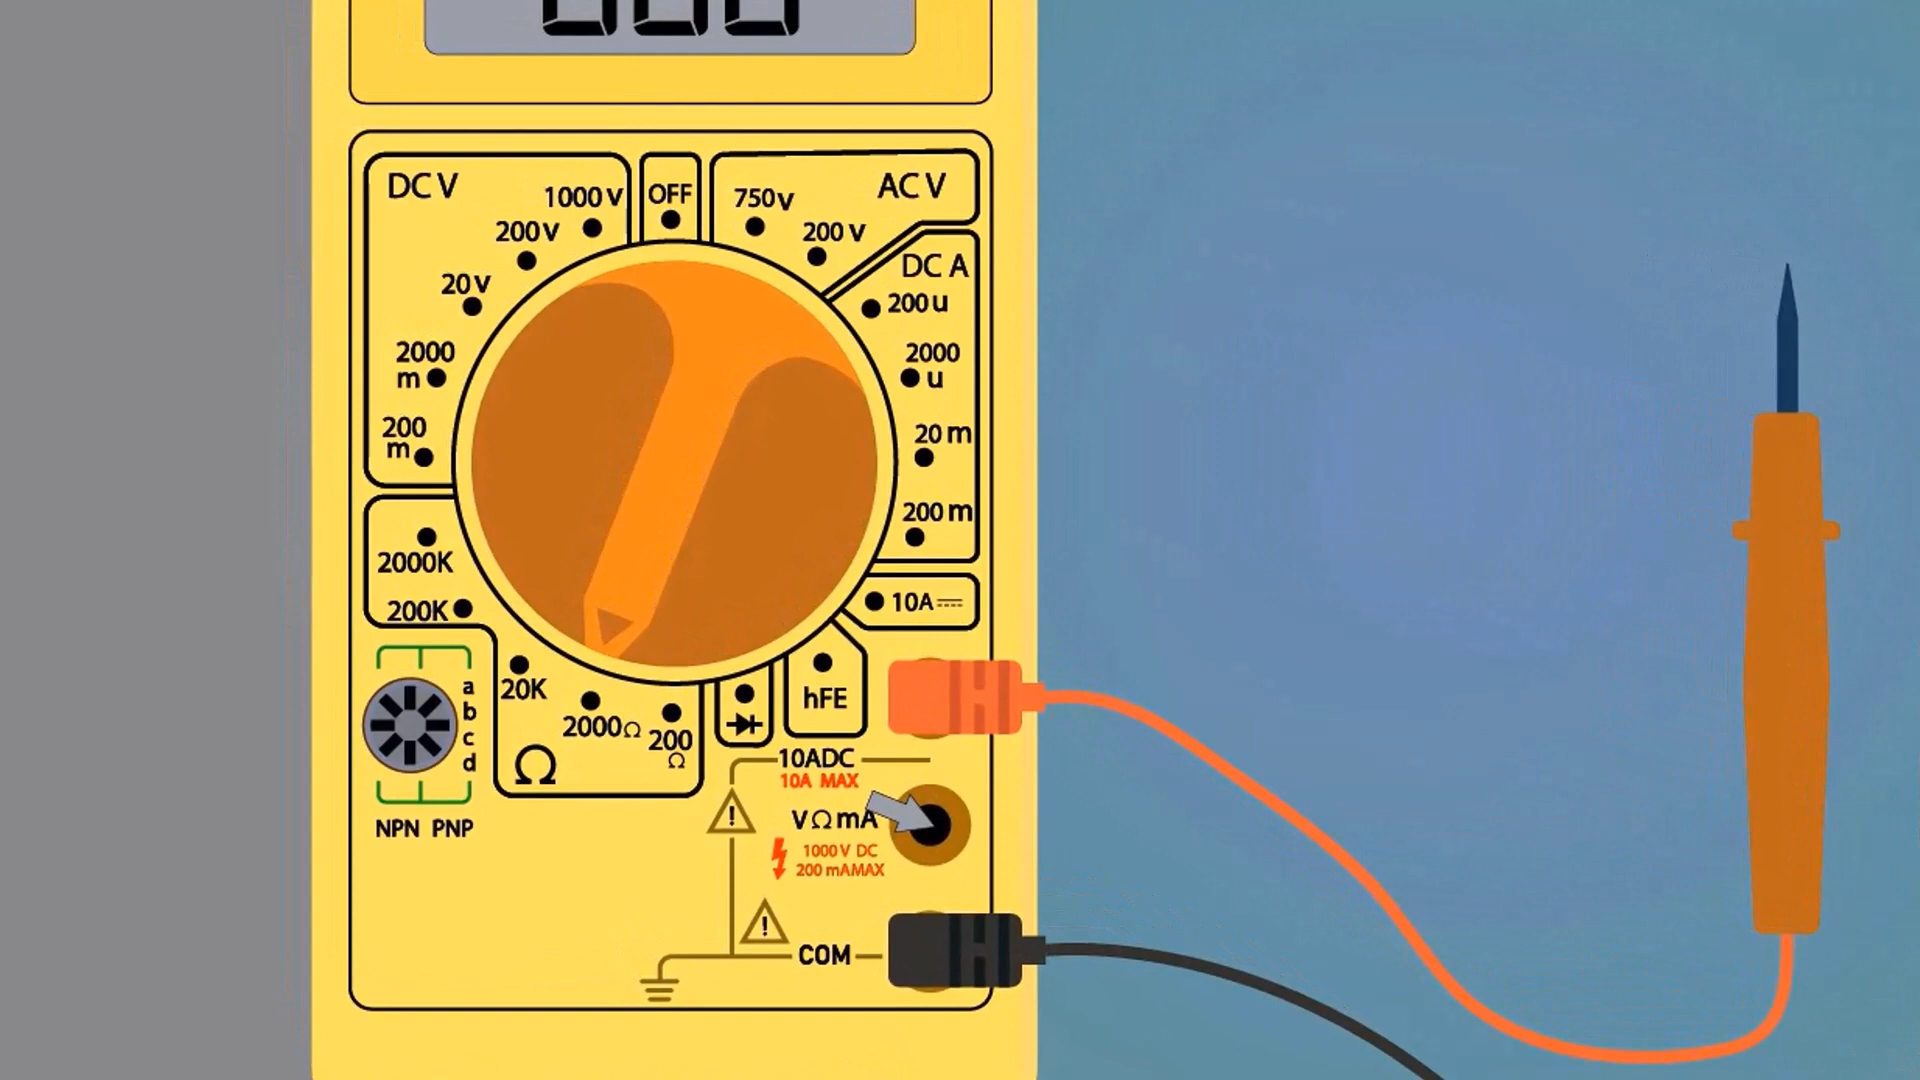 DC V
1000 V
OFF
750 V
AC V
200 V
200 V
20 V
DC A
200 u
2000
m
2000
u
200
m
20 m
200 m
2000K
200K
10A
a
b
c
d
20K
2000Ω
200
Ω
hFE
Ω
NPN PNP
10ADC
10A MAX
!
VΩmA
1000 V DC
200 mAMAX
!
COM